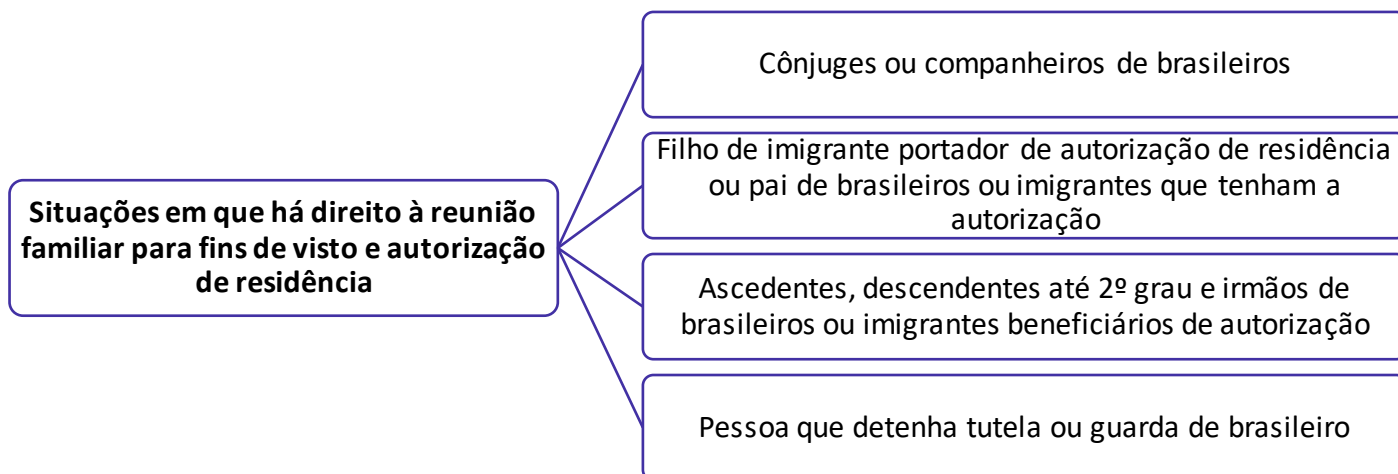 Situações em que há direito à reunião
familiar para fins de visto e autorização
de residência
Cônjuges ou companheiros de brasileiros
Filho de imigrante portador de autorização de residência
ou pai de brasileiros ou imigrantes que tenham a
autorização
Ascedentes, descendentes até 2º grau e irmãos de
brasileiros ou imigrantes beneficiários de autorização
Pessoa que detenha tutela ou guarda de brasileiro